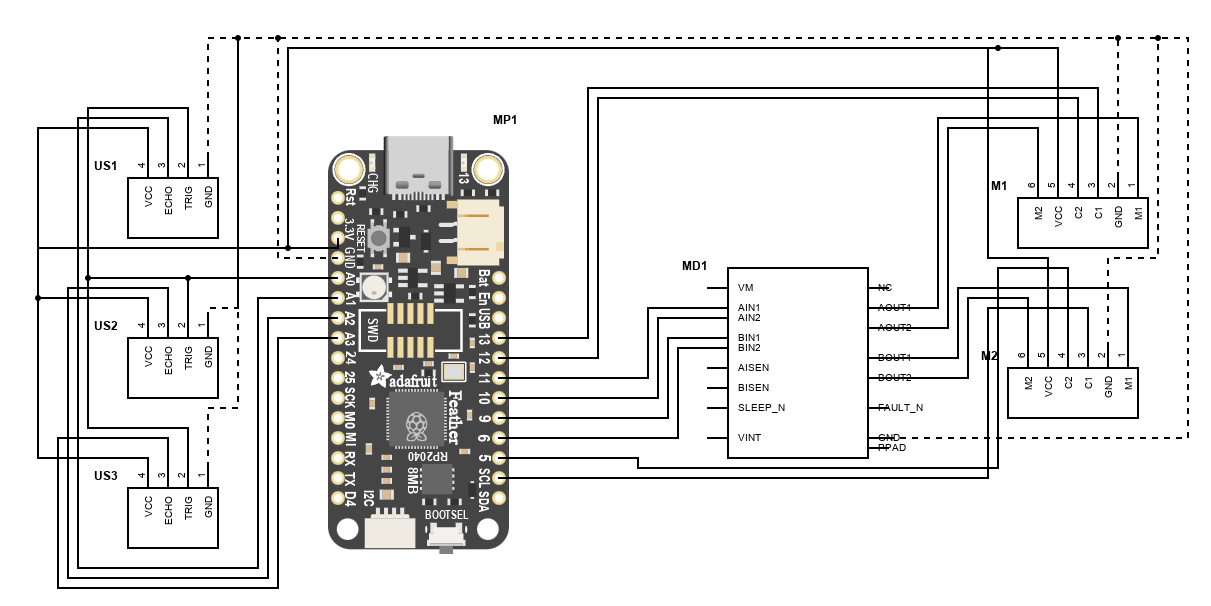 MP1
US1
4 3 2 1
VCC ECHO TRIG GND
US2
4 3 2 1
VCC ECHO TRIG GND
US3
4 3 2 1
VCC ECHO TRIG GND
CHG
13
RESET
Rst
3.3V
GND
A0
A1
A2
A3
24
25
SCK
MO
MI
RX
TX
D4
Bat
En
USB
13
12
11
10
9
6
5
SCL
SDA
SWD
adafruit
Feather
RP2040
8MB
I2C
BOOTSEL
MD1
VM
AIN1
AIN2
BIN1
BIN2
AISEN
BISEN
SLEEP_N
VINT
NC
AOUT1
AOUT2
BOUT1
BOUT2
FAULT_N
GND
PPAD
M1
6 5 4 3 2 1
M2 VCC C2 C1 GND M1
M2
6 5 4 3 2 1
M2 VCC C2 C1 GND M1